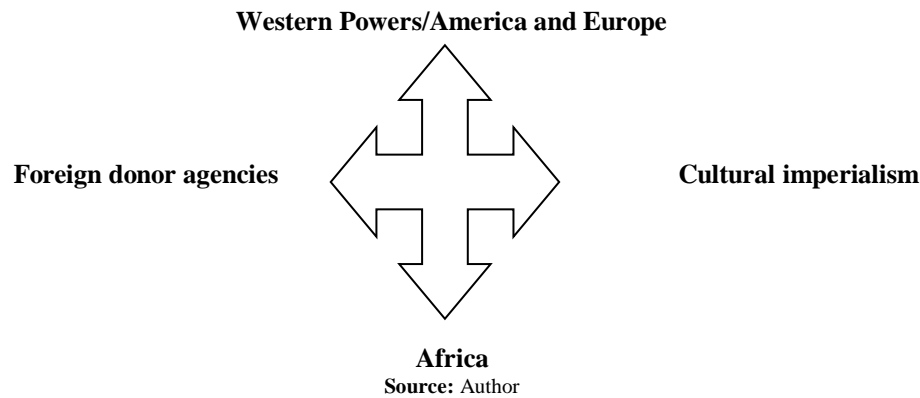 Western Powers/America and Europe
Foreign donor agencies
Cultural imperialism
Africa
Source: Author